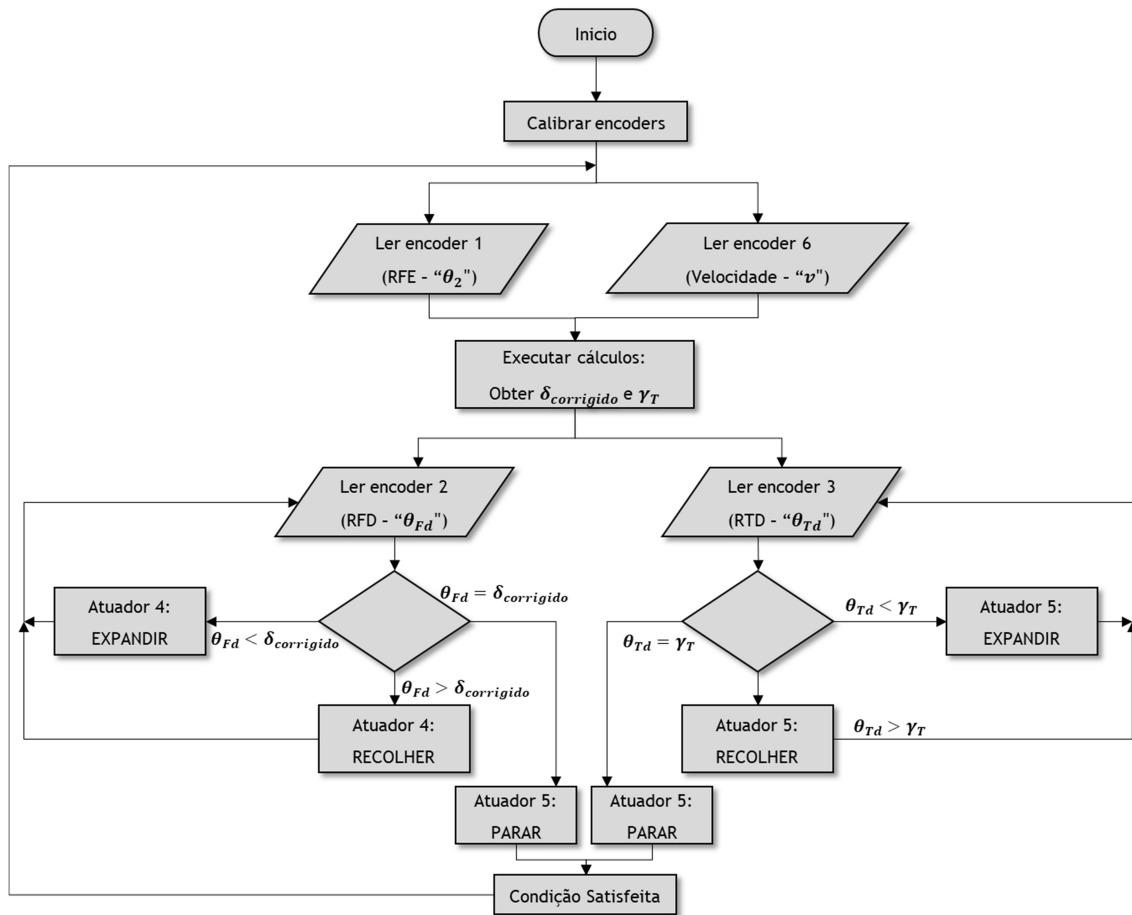 Inicio
Calibrar encoders
Ler encoder 1
(RFE – “θ₂")
Ler encoder 6
(Velocidade – “v")
Executar cálculos:
Obter δ_corrigido e γ_T
Ler encoder 2
(RFD – “θ_Fd")
Ler encoder 3
(RTD – “θ_Td")
θ_Fd = δ_corrigido
Atuador 4:
EXPANDIR
θ_Fd < δ_corrigido
θ_Fd > δ_corrigido
Atuador 4:
RECOLHER
θ_Td < γ_T
Atuador 5:
EXPANDIR
θ_Td = γ_T
Atuador 5:
RECOLHER
θ_Td > γ_T
Atuador 5:
PARAR
Atuador 5:
PARAR
Condição Satisfeita